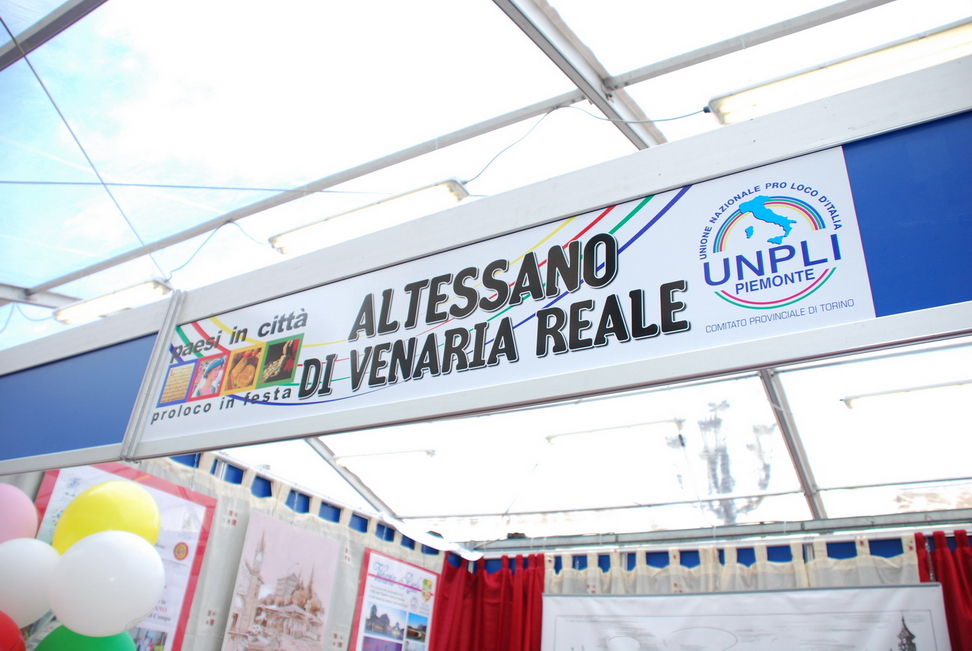 paesi in città
proloco in festa
ALTESSANO
DI VENARIA REALE
UNIONE NAZIONALE PRO LOCO D'ITALIA
UNPLI
PIEMONTE
COMITATO PROVINCIALE DI TORINO